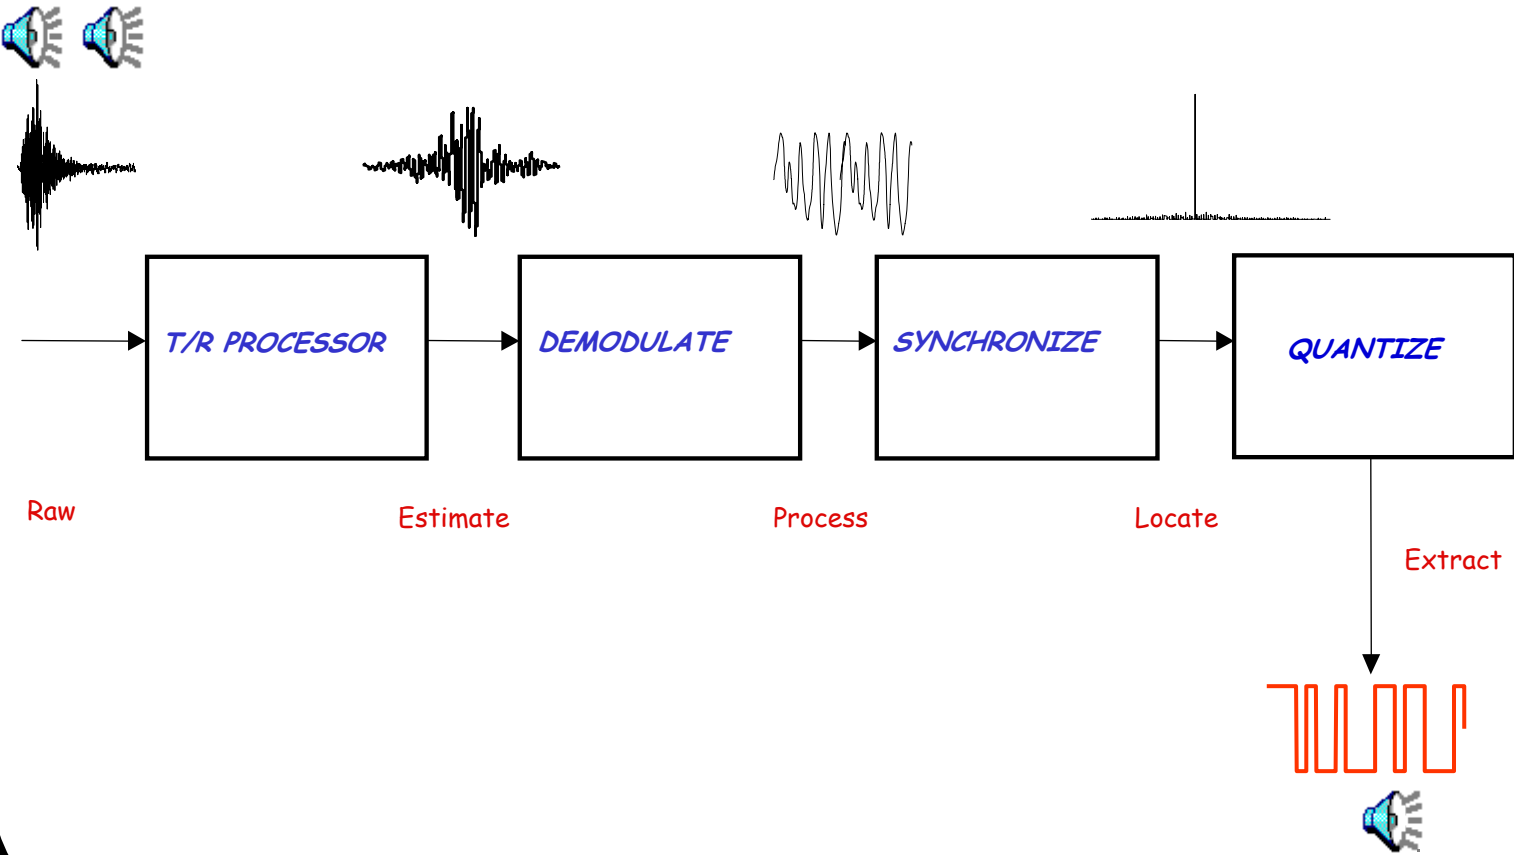 T/R PROCESSOR
DEMODULATE
SYNCHRONIZE
QUANTIZE
Raw
Estimate
Process
Locate
Extract